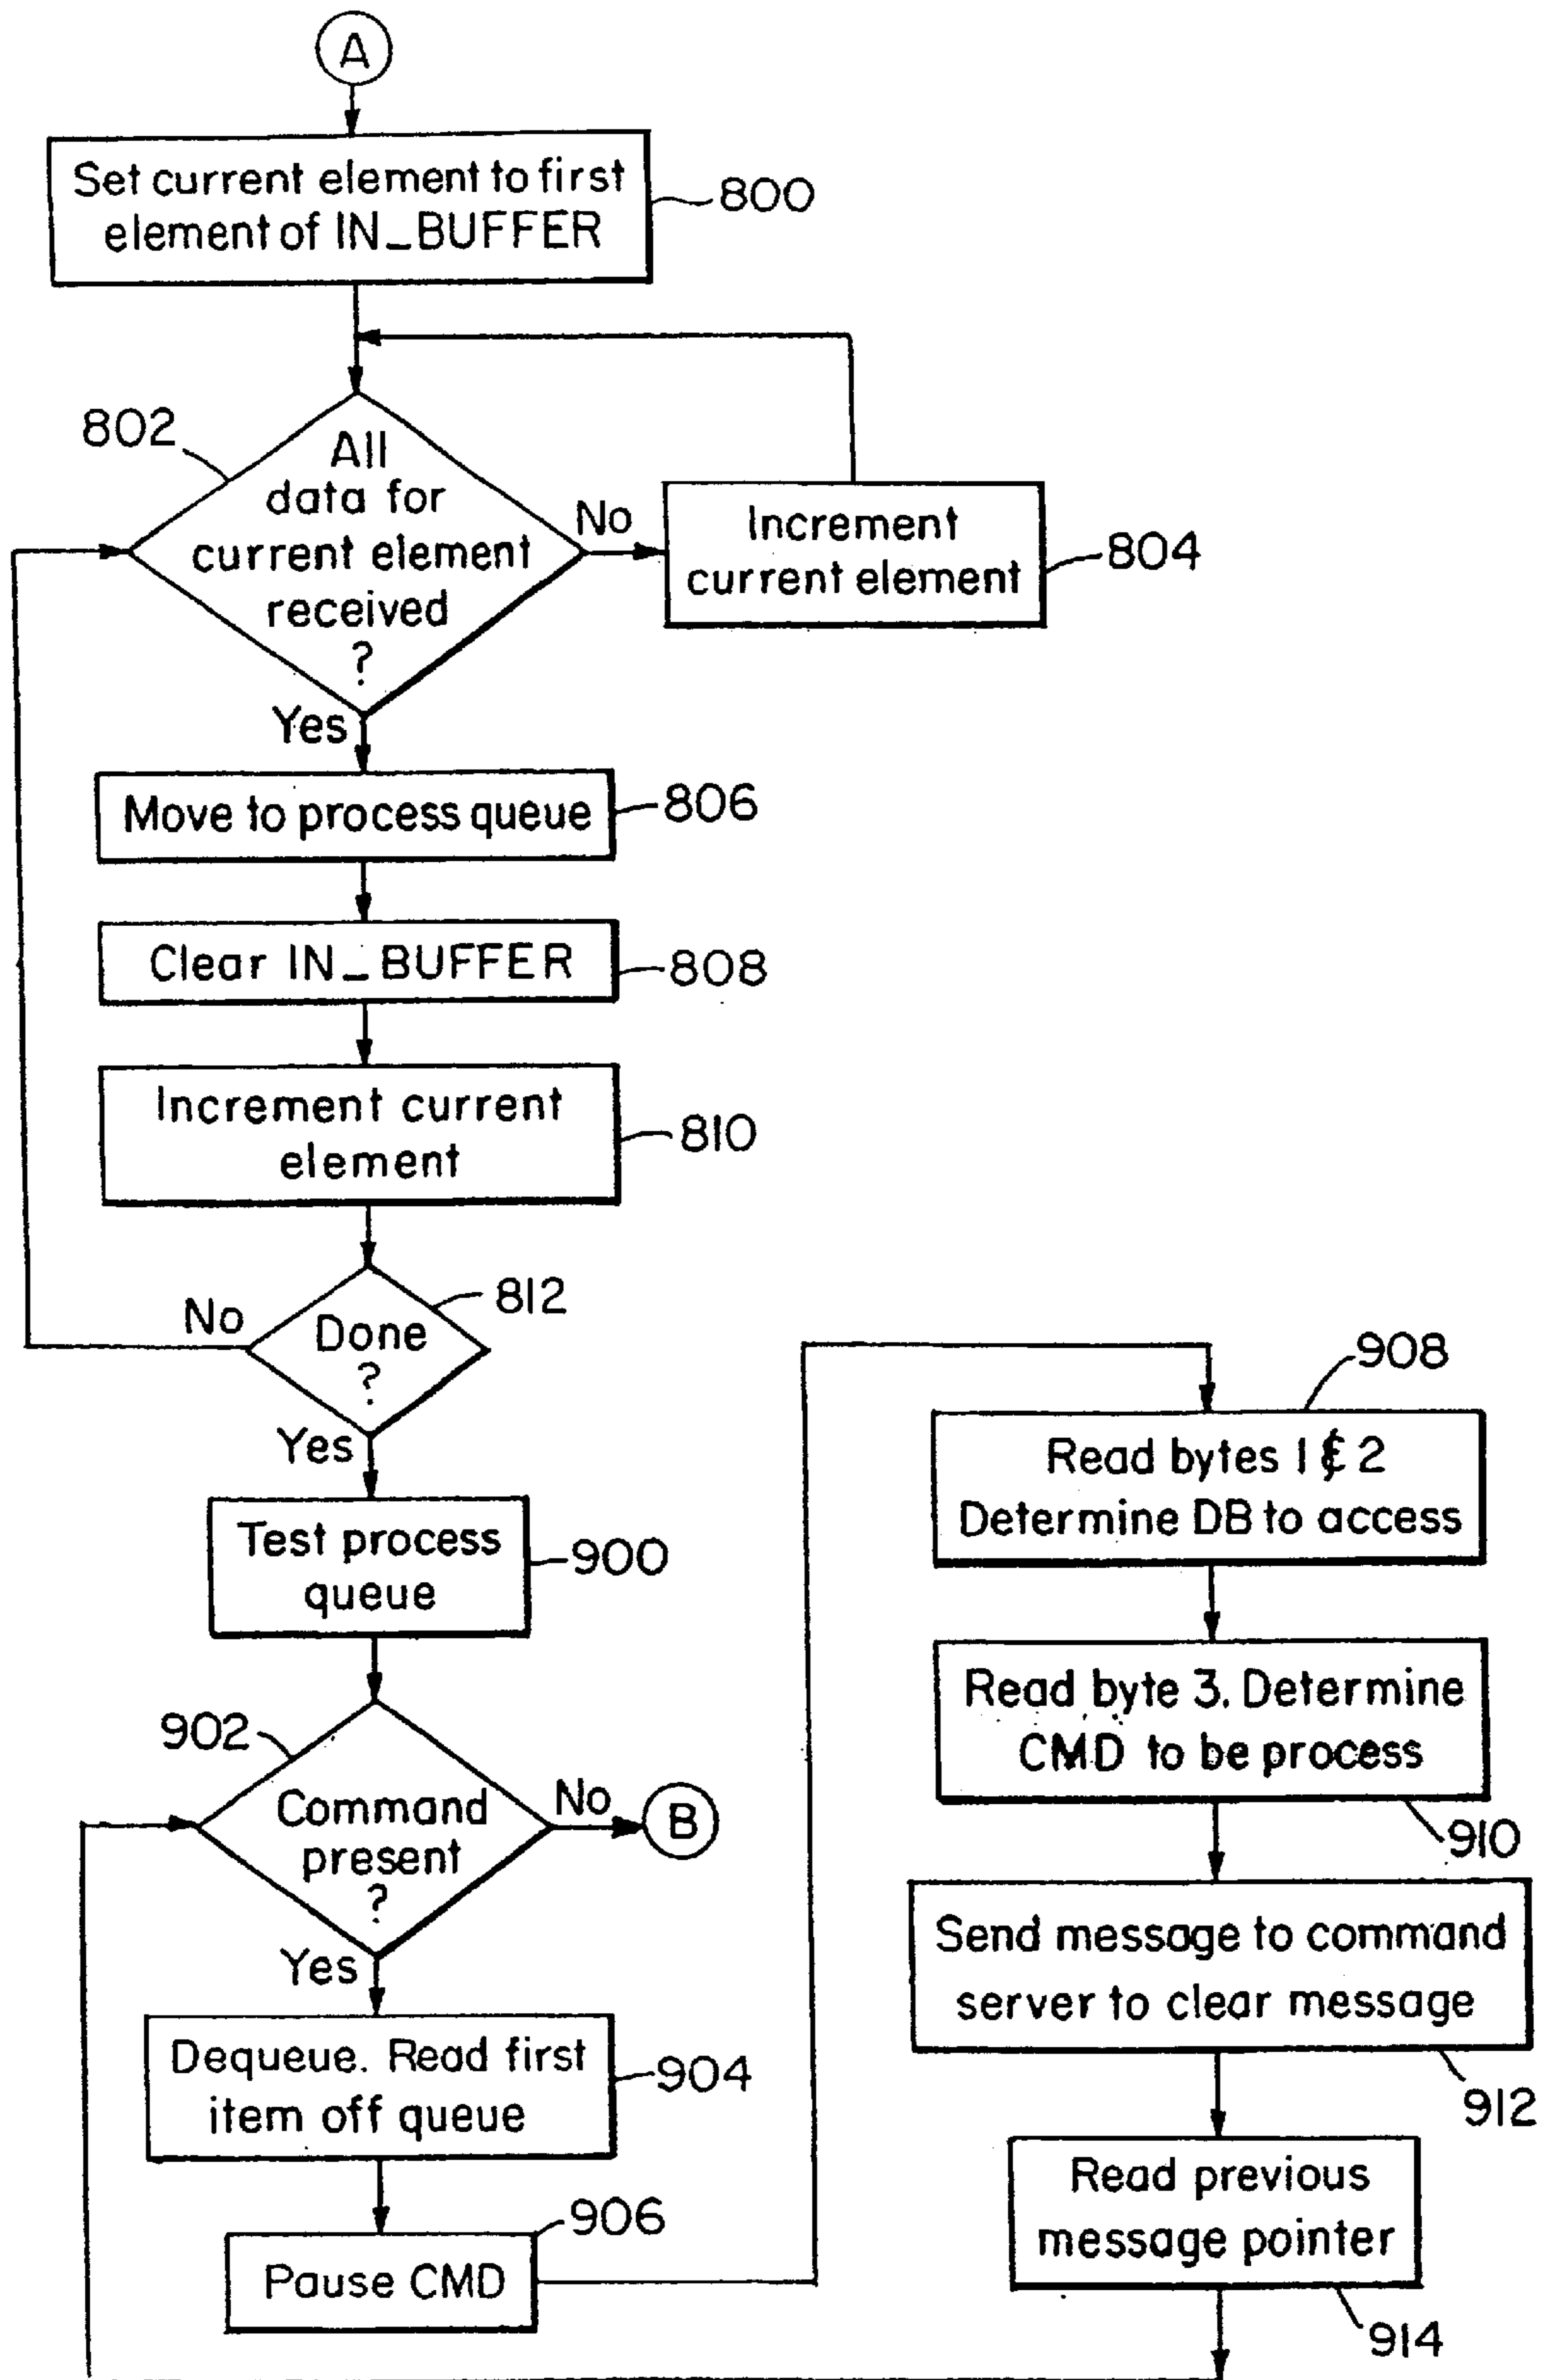 A
Set current element to first
element of IN_BUFFER
800
802
All
data for
current element
received
?
No
Increment
current element
804
Yes
Move to process queue
806
Clear IN_BUFFER
808
Increment current
element
810
Done
?
812
No
Yes
Test process
queue
900
902
Command
present
?
No
B
Yes
Dequeue. Read first
item off queue
904
Pause CMD
906
908
Read bytes 1 & 2
Determine DB to access
Read byte 3. Determine
CMD to be process
910
Send message to command
server to clear message
912
Read previous
message pointer
914